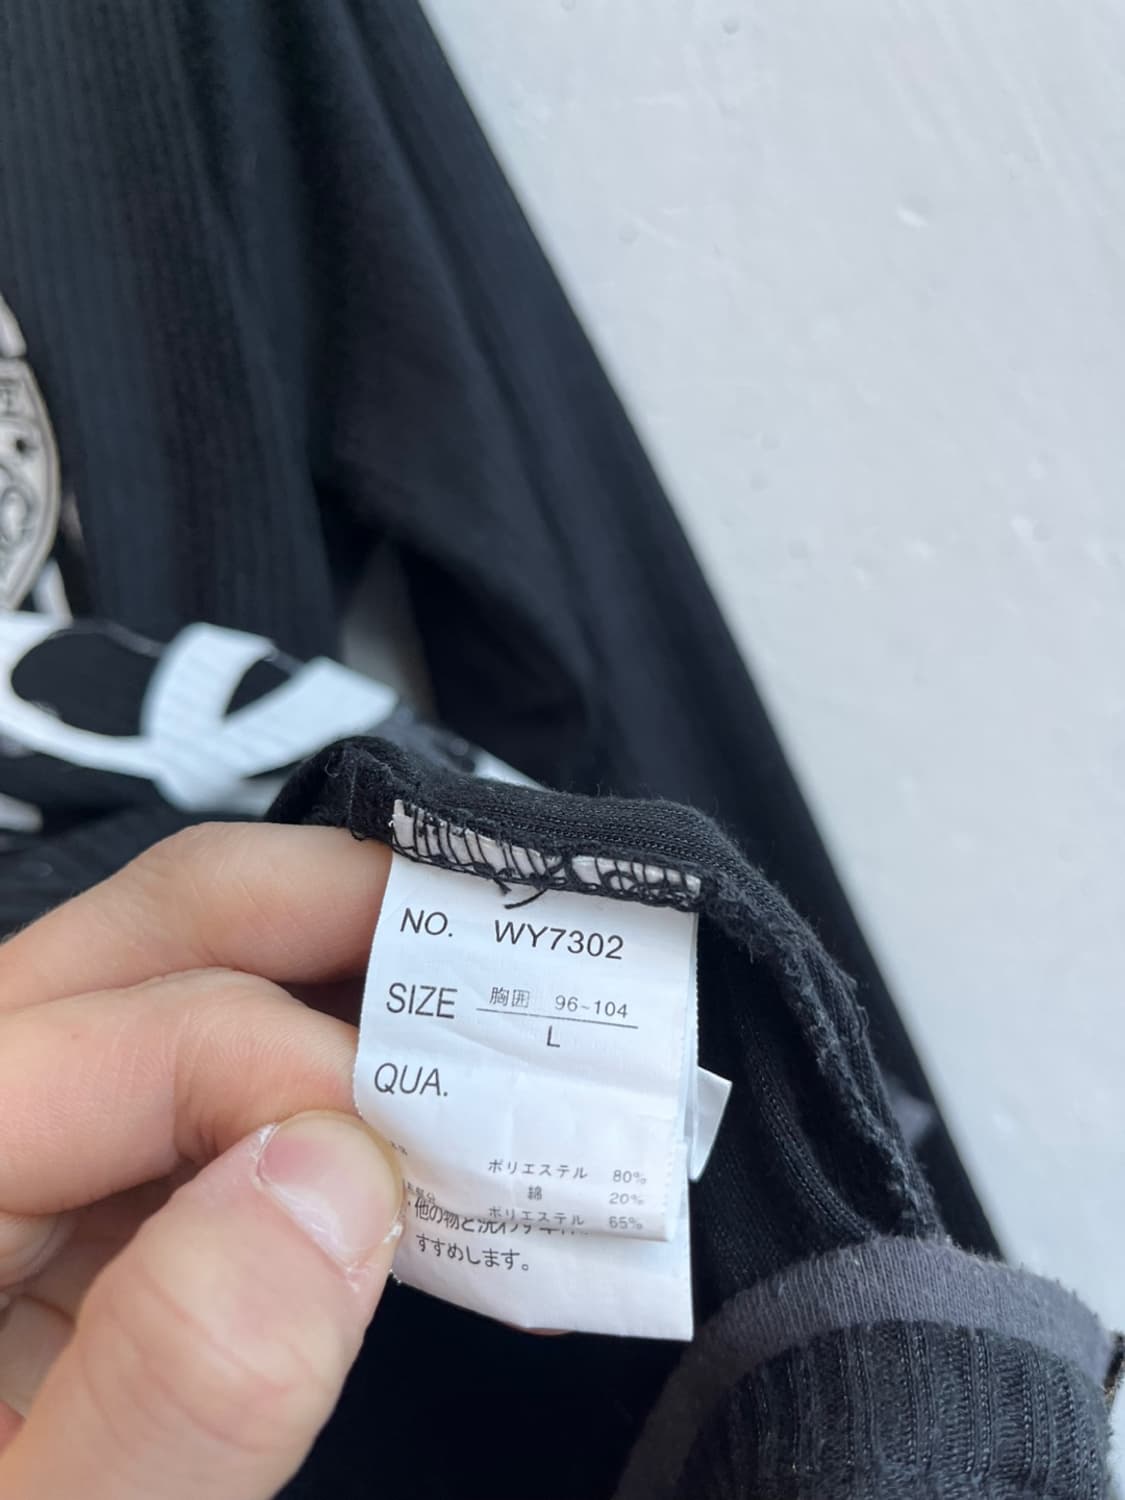 NO. WY7302
SIZE 胸囲 96-104
L
QUA.
ポリエステル 80%
綿 20%
ポリエステル 65%
すすめします。